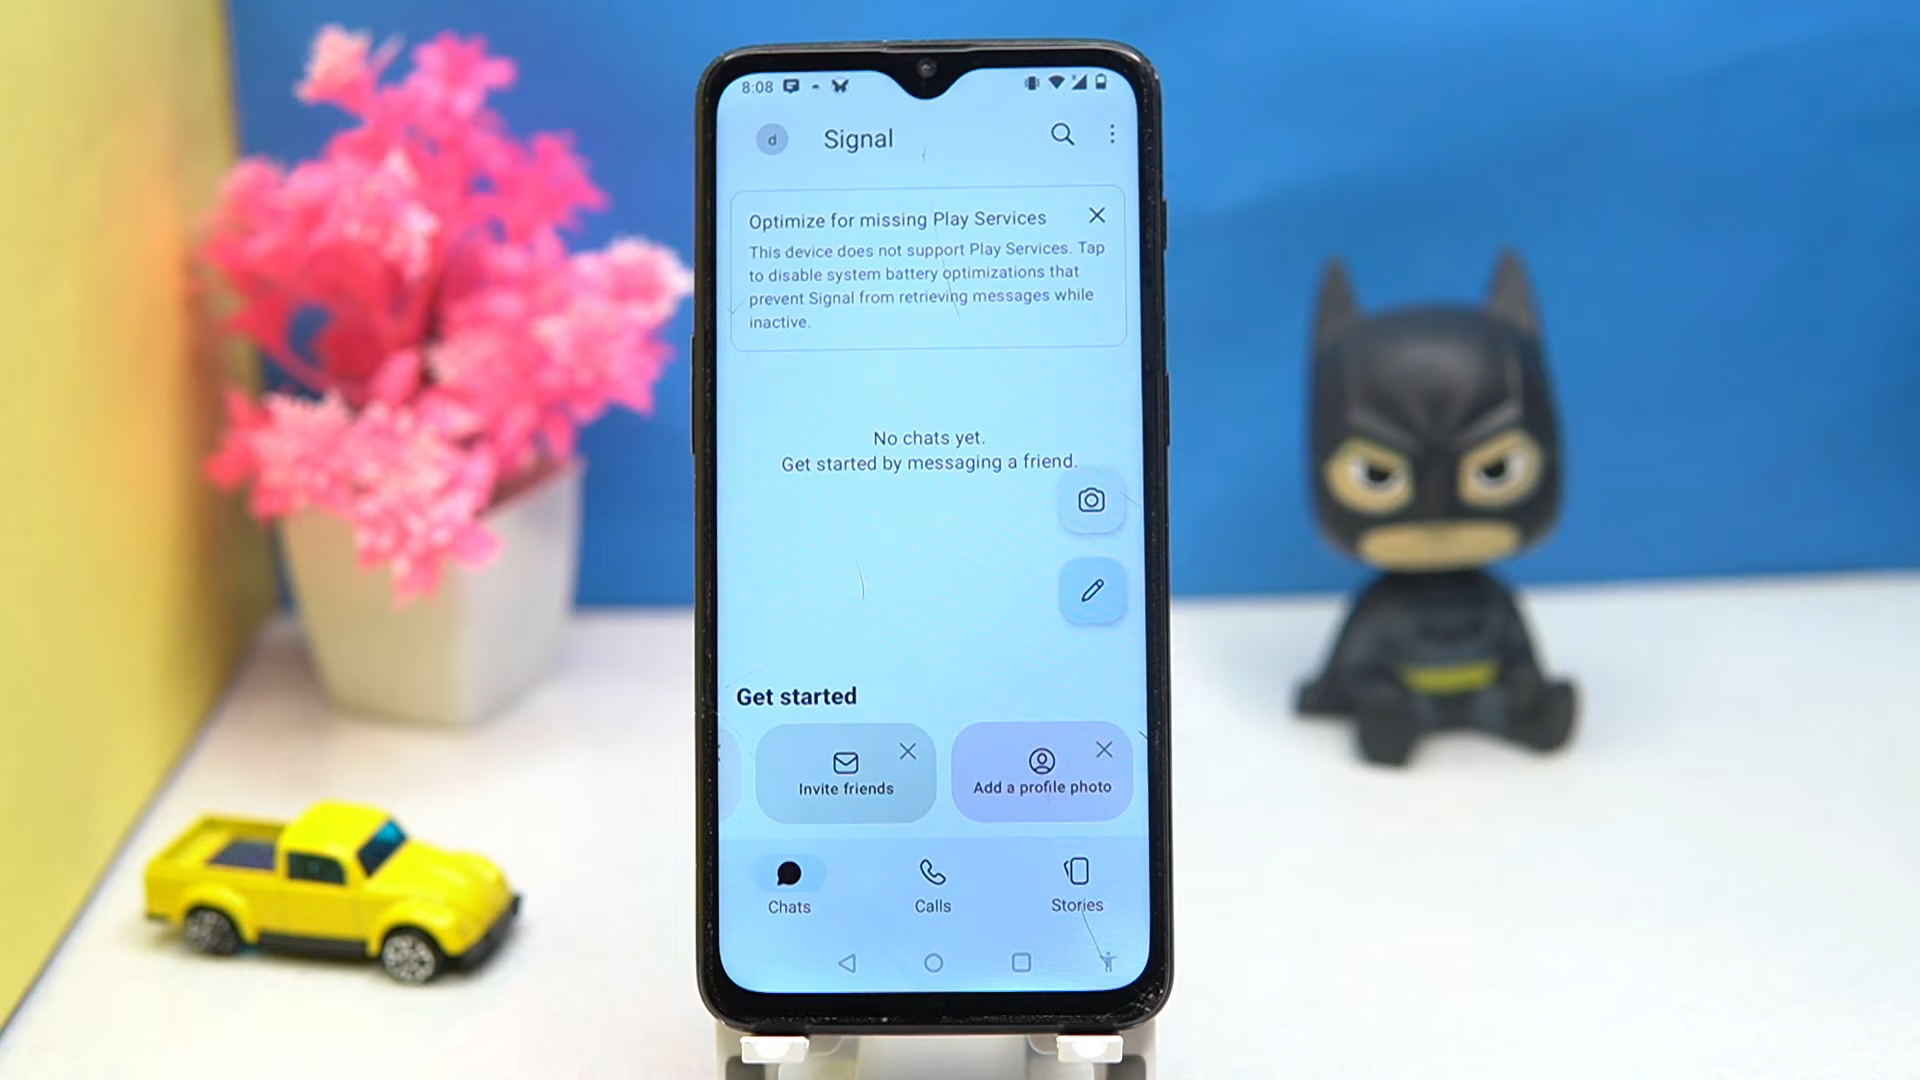 8:08
d
Signal
Optimize for missing Play Services
This device does not support Play Services. Tap
to disable system battery optimizations that
prevent Signal from retrieving messages while
inactive.
No chats yet.
Get started by messaging a friend.
Get started
Invite friends
Add a profile photo
Chats
Calls
Stories